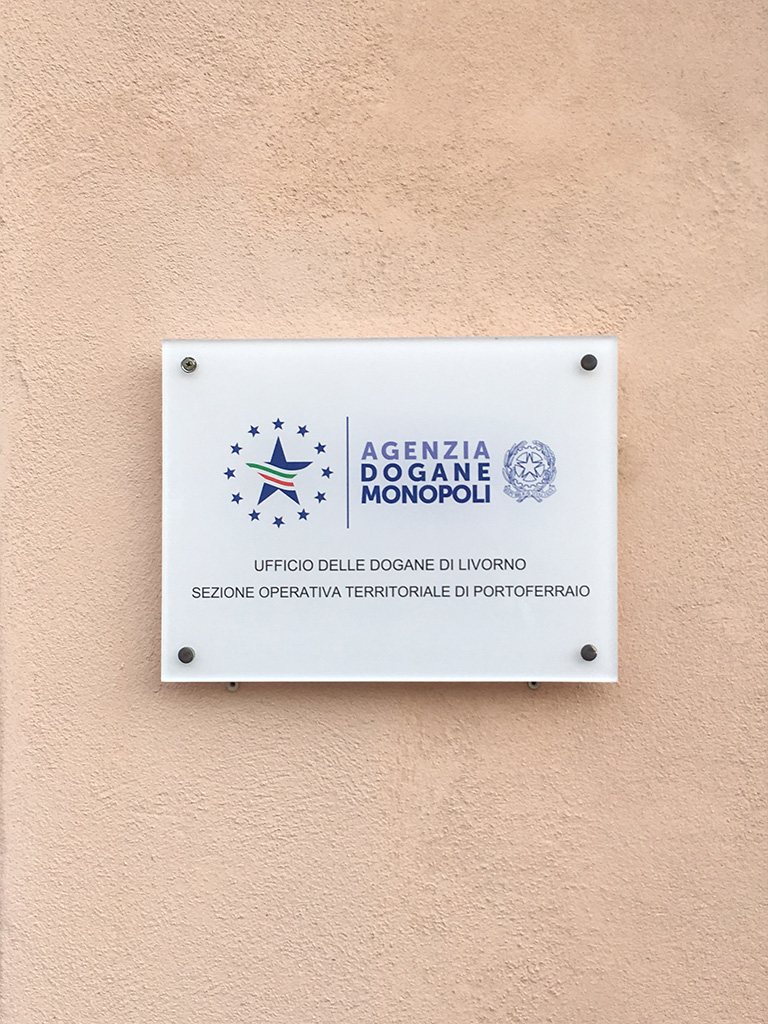 AGENZIA
DOGANE
MONOPOLI
UFFICIO DELLE DOGANE DI LIVORNO
SEZIONE OPERATIVA TERRITORIALE DI PORTOFERRAIO